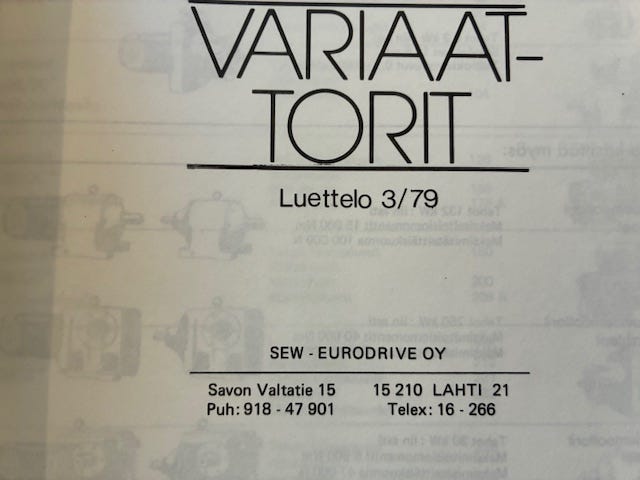 VARIAAT-
TORIT
Luettelo 3/79
SEW - EURODRIVE OY
Savon Valtatie 15 15 210 LAHTI 21
Puh: 918 - 47 901 Telex: 16 - 266